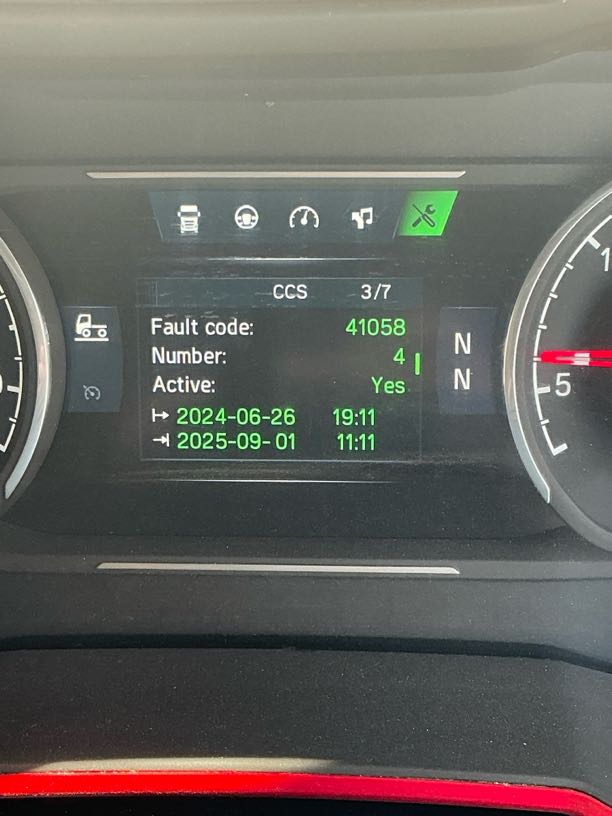 CCS 3/7
Fault code: 41058
Number: 4
Active: Yes
2024-06-26 19:11
2025-09-01 11:11
N
N
5
1